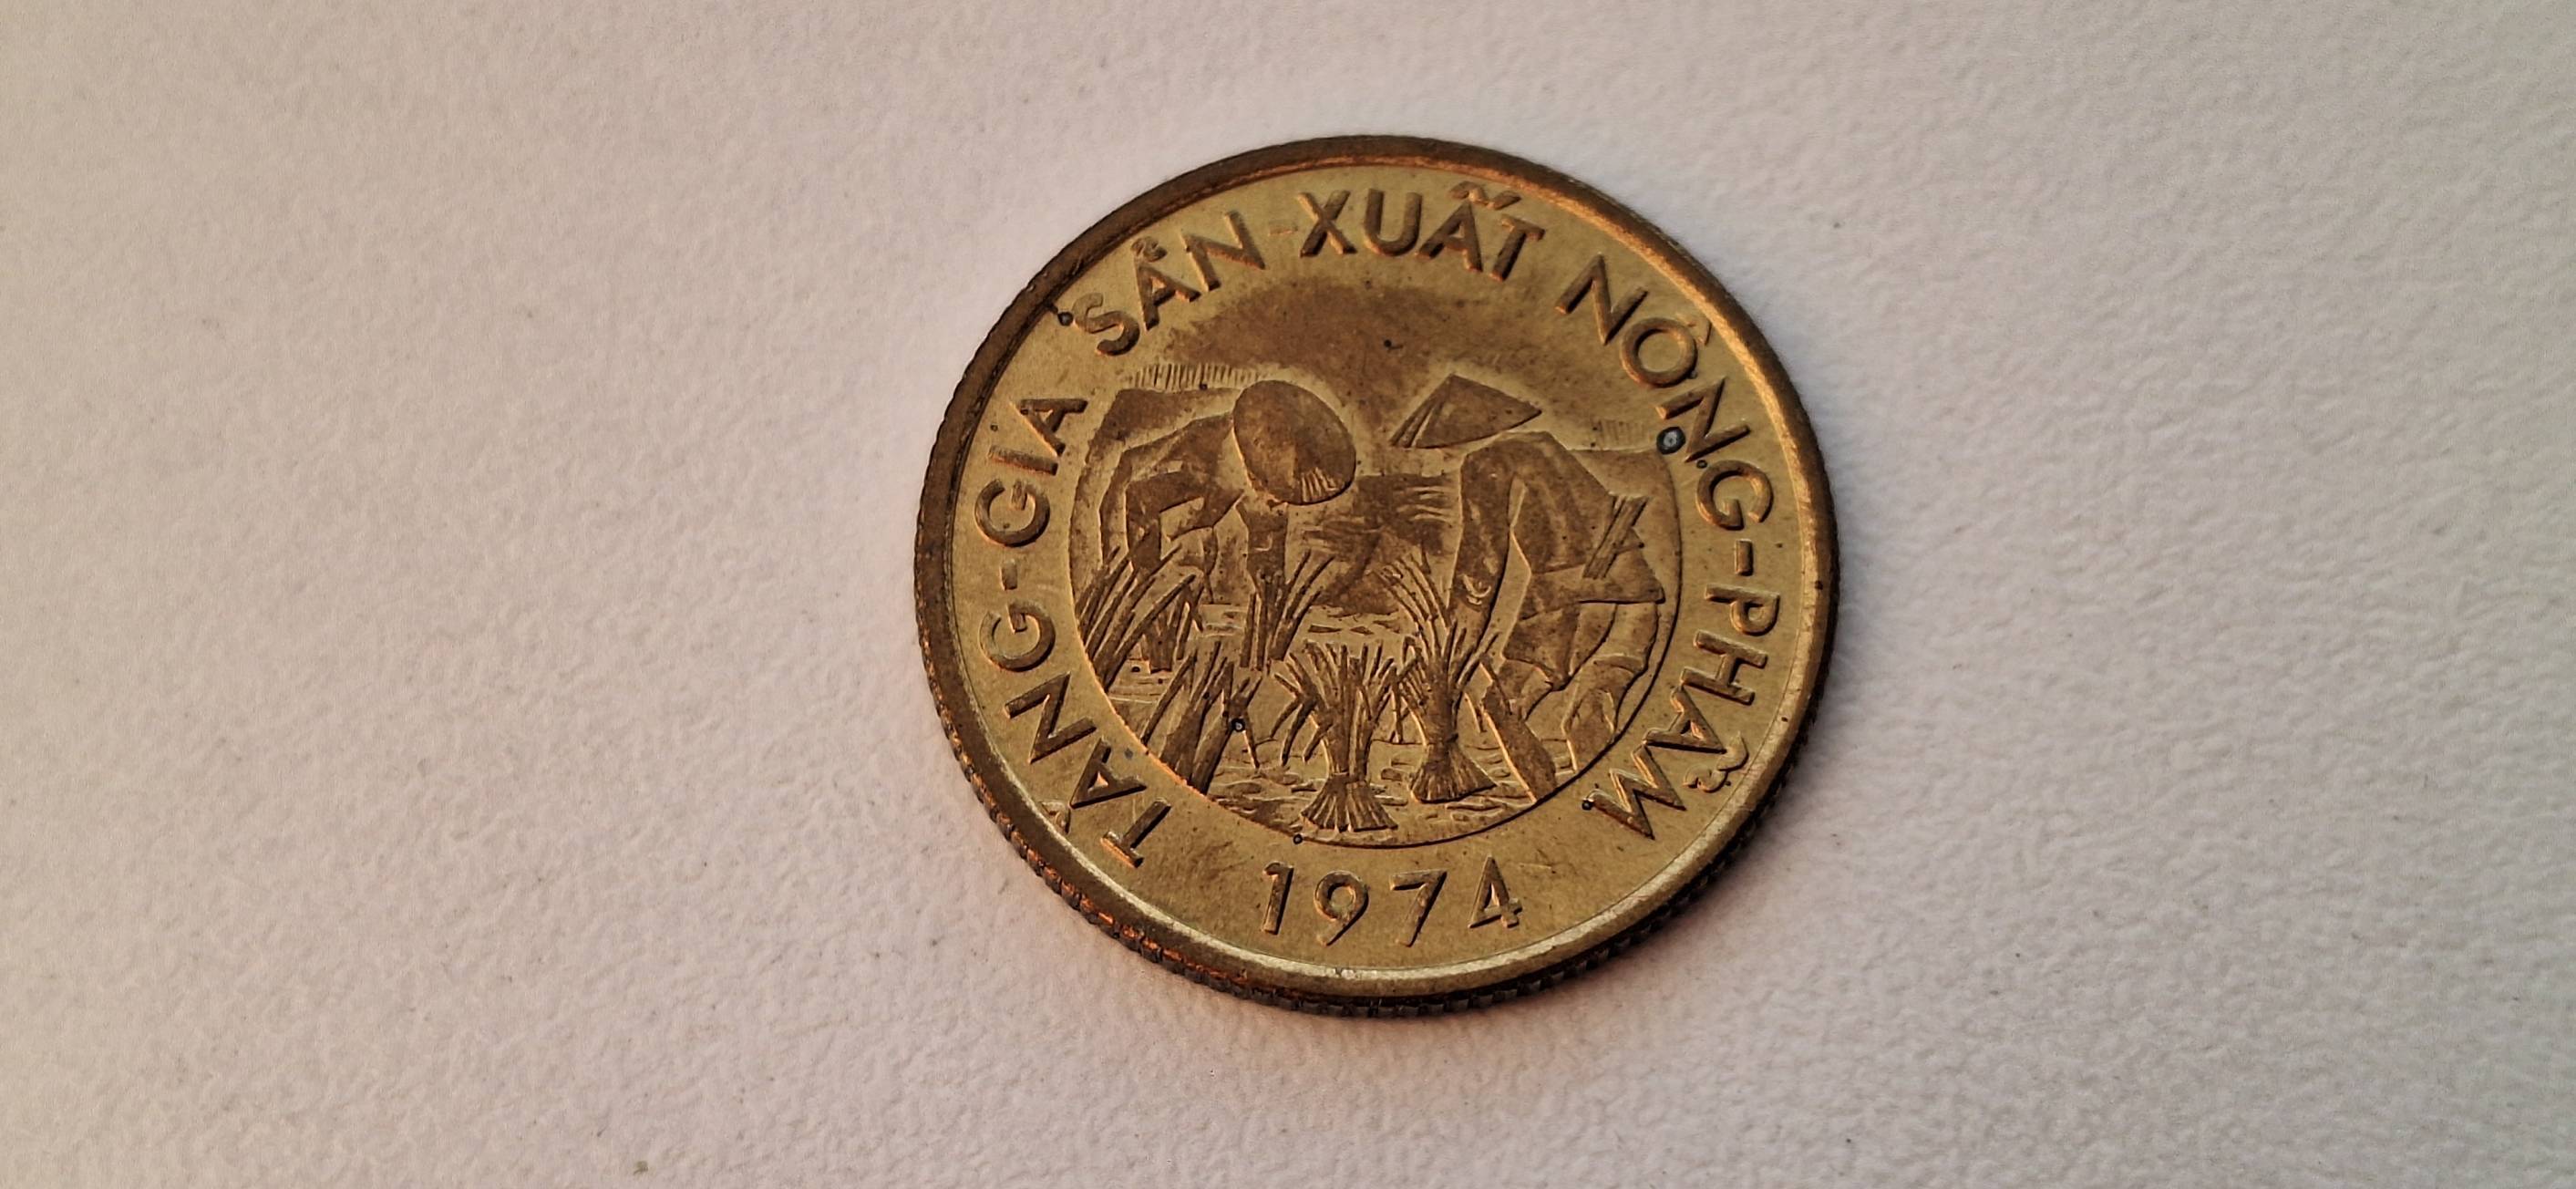 TĂNG-GIA SẢN-XUẤT NÔNG-PHẨM
1974